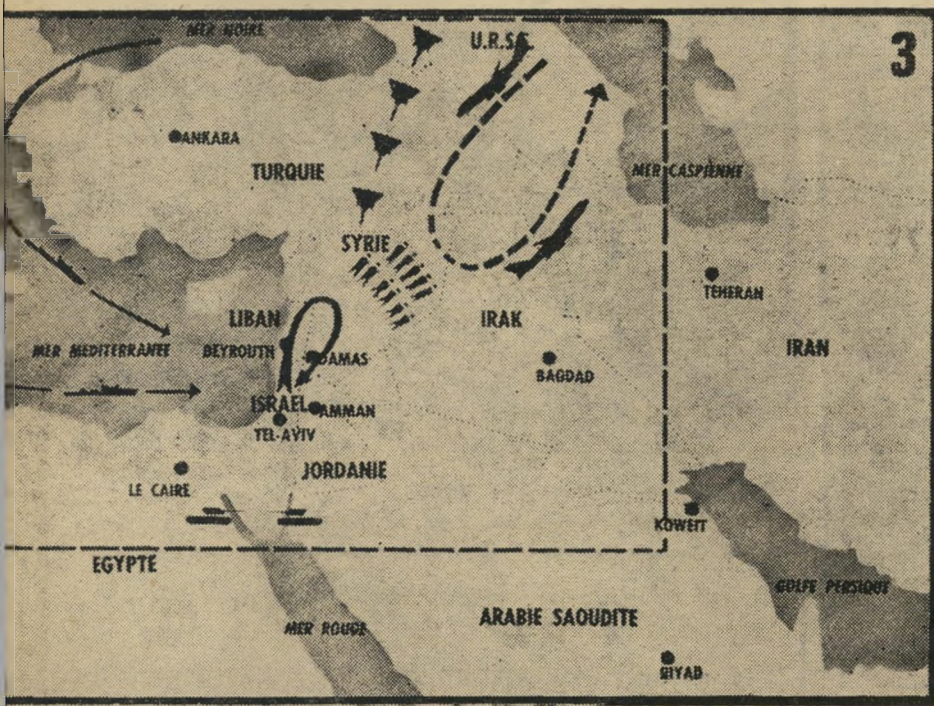 MER NOIRE
U.R.S.S.
3
ANKARA
TURQUIE
MER CASPIENNE
SYRIE
TEHERAN
LIBAN
IRAK
MER MEDITERRANEE
BEYROUTH
DAMAS
IRAN
BAGDAD
ISRAEL
AMMAN
TEL-AVIV
JORDANIE
LE CAIRE
KOWEIT
EGYPTE
GOLFE PERSIQUE
ARABIE SAOUDITE
MER ROUGE
RIYAD